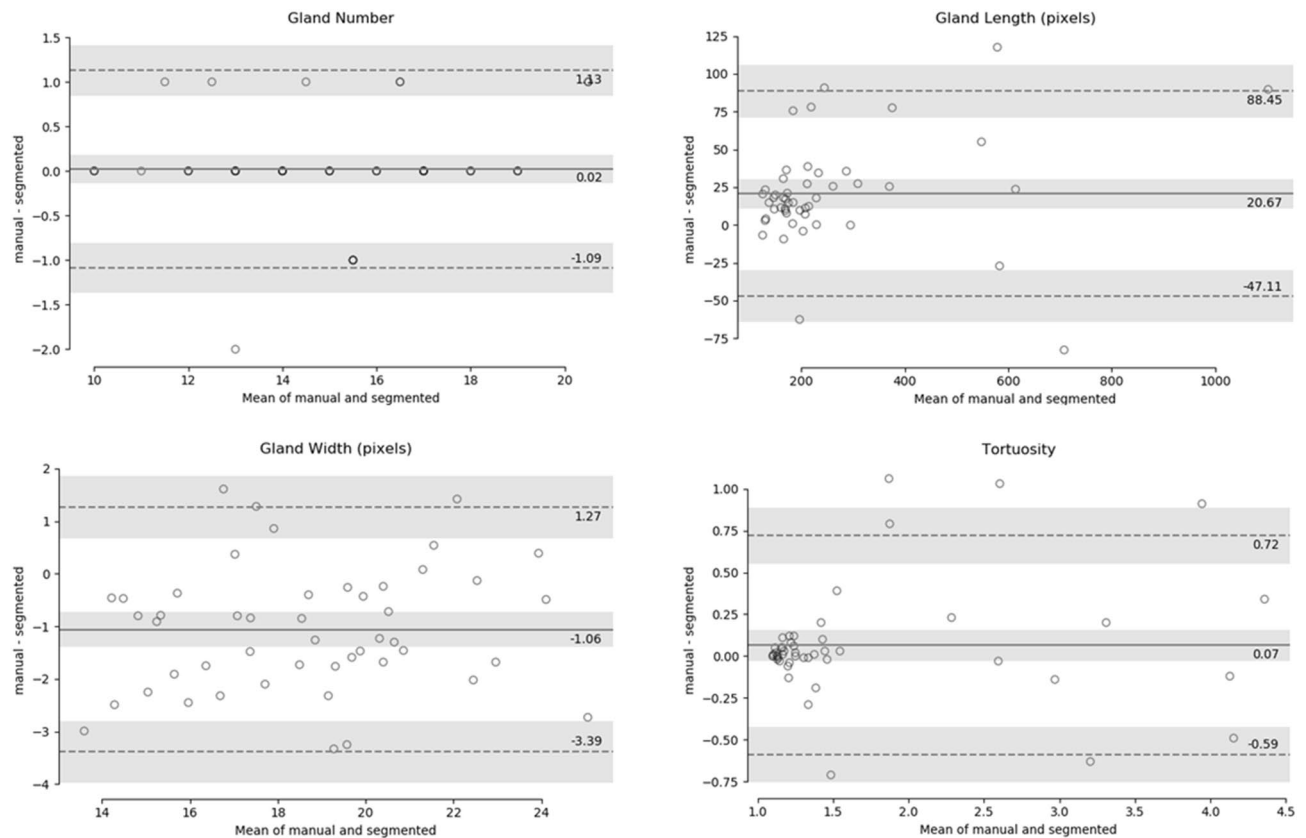 Gland Number
1.5
1.0
0.5
0.0
−0.5
−1.0
−1.5
−2.0
manual - segmented
1.13
0.02
-1.09
10 12 14 16 18 20
Mean of manual and segmented
Gland Length (pixels)
125
100
75
50
25
0
−25
−50
−75
manual - segmented
88.45
20.67
-47.11
200 400 600 800 1000
Mean of manual and segmented
Gland Width (pixels)
2
1
0
−1
−2
−3
−4
manual - segmented
1.27
-1.06
-3.39
14 16 18 20 22 24
Mean of manual and segmented
Tortuosity
1.00
0.75
0.50
0.25
0.00
−0.25
−0.50
−0.75
manual - segmented
0.72
0.07
-0.59
1.0 1.5 2.0 2.5 3.0 3.5 4.0 4.5
Mean of manual and segmented